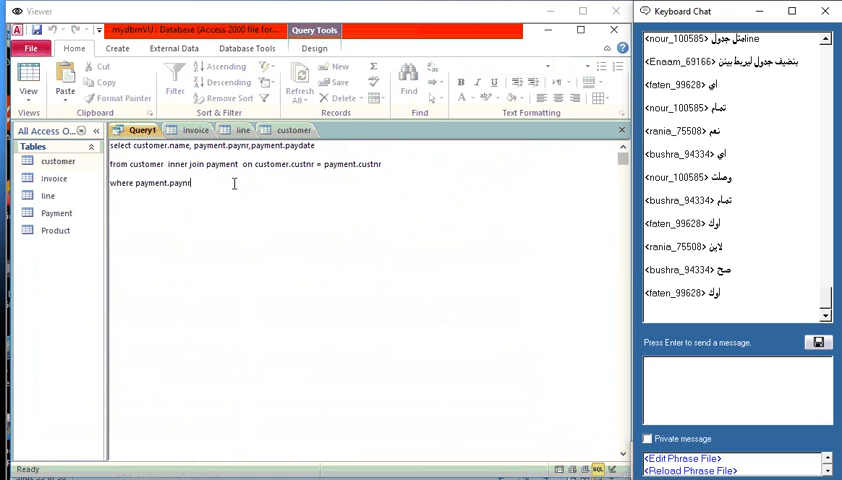 Viewer
mydbmVU : Database (Access 2000 file for...
Query Tools
File
Home
Create
External Data
Database Tools
Design
View
Paste
Cut
Copy
Format Painter
Filter
Ascending
Descending
Remove Sort
Refresh
All
New
Save
Delete
Find
Views
Clipboard
Sort & Filter
Records
Find
Text Formatting
All Access O...
Tables
customer
Invoice
line
Payment
Product
Query1
Invoice
line
customer
select customer.name, payment.paynr,payment.paydate
from customer inner join payment on customer.custnr = payment.custnr
where payment.paynr
Ready
SQL
Keyboard Chat
<nour_100585> مثل جدول line
<Enaam_69166> بنضيف جدول ليربط بينن
<faten_99628> اي
<nour_100585> تمام
<rania_75508> نعم
<bushra_94334> اي
<nour_100585> وصلت
<bushra_94334> تمام
<faten_99628> اوك
<rania_75508> لاين
<bushra_94334> صح
<faten_99628> اوك
Press Enter to send a message.
Private message
<Edit Phrase File>
<Reload Phrase File>